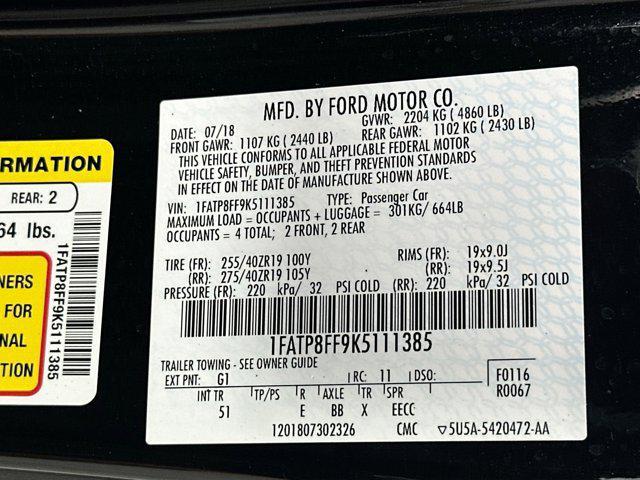 ORMATION
REAR: 2
64 lbs.
NERS
FOR
NAL
TION
1FATP8FF9K5111385
MFD. BY FORD MOTOR CO.
DATE: 07/18 GVWR: 2204 KG ( 4860 LB)
FRONT GAWR: 1107 KG ( 2440 LB) REAR GAWR: 1102 KG ( 2430 LB)
THIS VEHICLE CONFORMS TO ALL APPLICABLE FEDERAL MOTOR
VEHICLE SAFETY, BUMPER, AND THEFT PREVENTION STANDARDS
IN EFFECT ON THE DATE OF MANUFACTURE SHOWN ABOVE.
VIN: 1FATP8FF9K5111385 TYPE: Passenger Car
MAXIMUM LOAD = OCCUPANTS + LUGGAGE = 301KG/ 664LB
OCCUPANTS = 4 TOTAL; 2 FRONT, 2 REAR
TIRE (FR): 255/40ZR19 100Y RIMS (FR): 19x9.0J
(RR): 275/40ZR19 105Y (RR): 19x9.5J
PRESSURE (FR): 220 kPa/ 32 PSI COLD (RR): 220 kPa/ 32 PSI COLD
1FATP8FF9K5111385
TRAILER TOWING - SEE OWNER GUIDE
EXT PNT: G1 RC: 11 DSO: F0116
INT TR TP/PS R AXLE TR SPR R0067
51 E BB X EECC
1201807302326 CMC ▽5U5A-5420472-AA